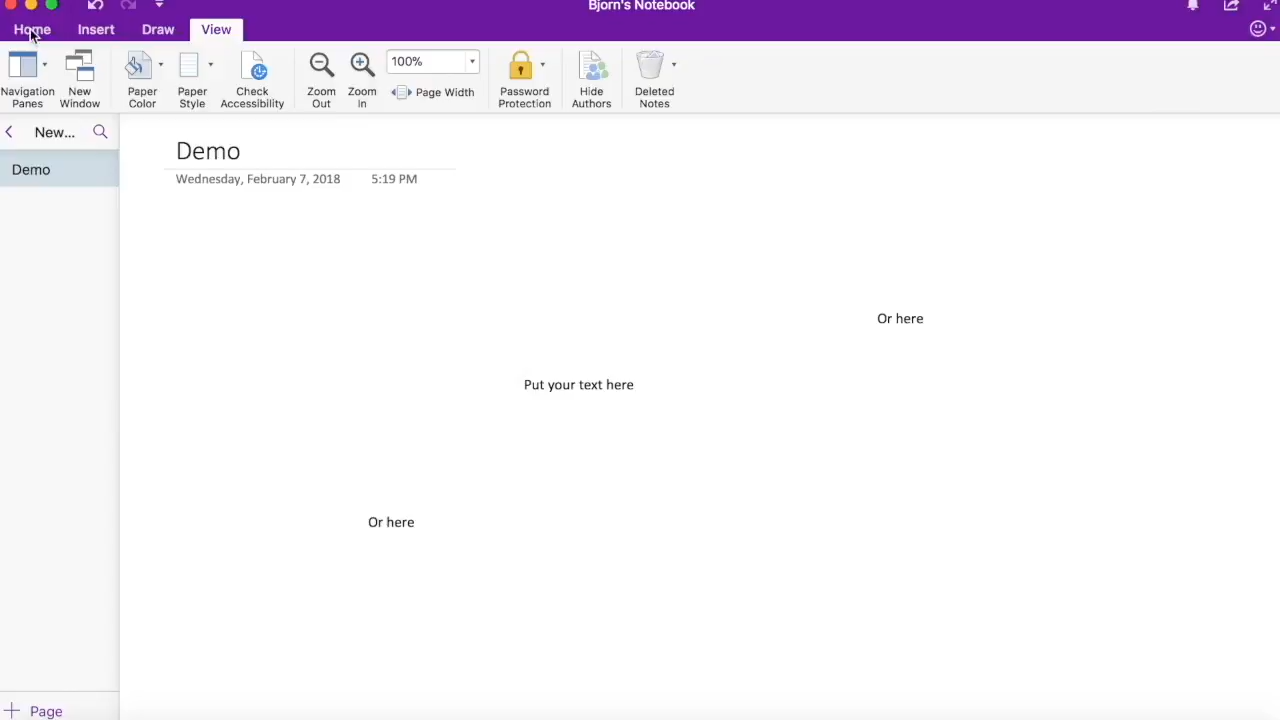 Bjorn's Notebook
Home Insert Draw View
Navigation Panes
New Window
Paper Color
Paper Style
Check Accessibility
Zoom Out
Zoom In
100%
Page Width
Password Protection
Hide Authors
Deleted Notes
New...
Demo
Demo
Wednesday, February 7, 2018 5:19 PM
Or here
Put your text here
Or here
+ Page